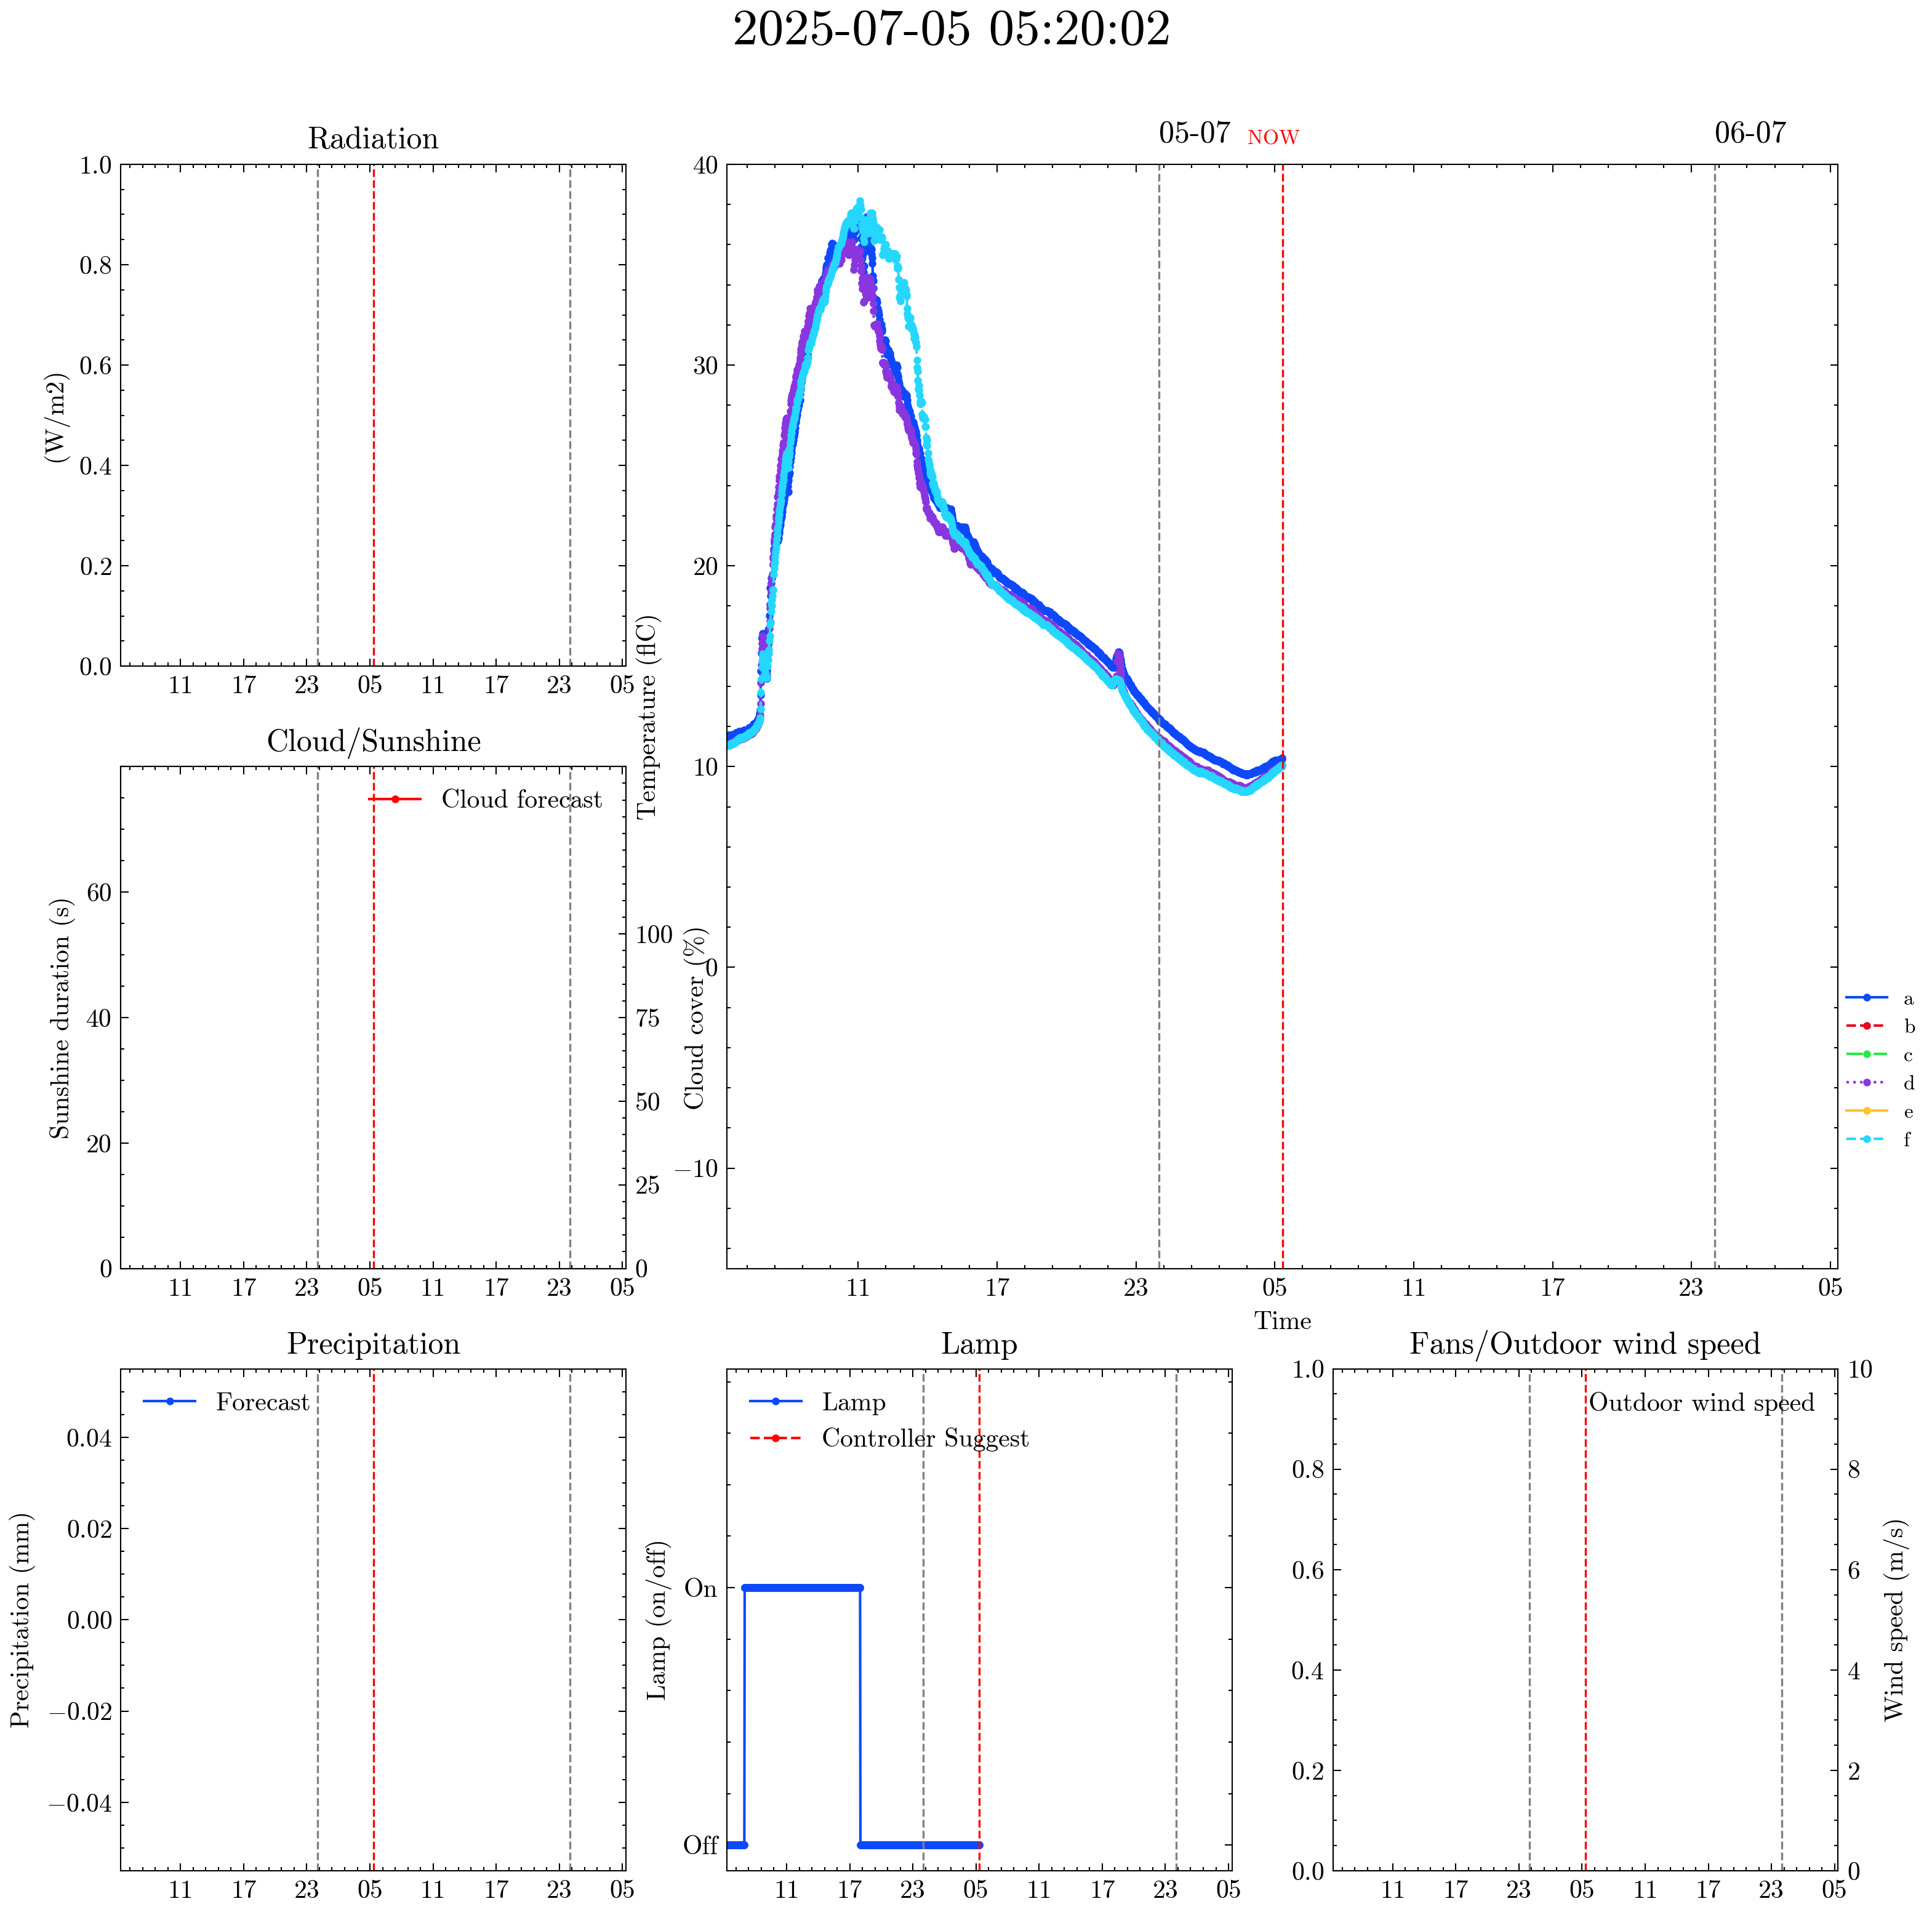 2025-07-05 05:20:02
Radiation
(W/m2)
1.0
0.8
0.6
0.4
0.2
0.0
11 17 23 05 11 17 23 05
05-07 NOW 06-07
Temperature (flC)
40
30
20
10
0
−10
11 17 23 05 11 17 23 05
Time
a
b
c
d
e
f
Cloud/Sunshine
Cloud forecast
Sunshine duration (s)
60
40
20
0
Cloud cover (%)
100
75
50
25
0
11 17 23 05 11 17 23 05
Precipitation
Forecast
Precipitation (mm)
0.04
0.02
0.00
−0.02
−0.04
11 17 23 05 11 17 23 05
Lamp
Lamp
Controller Suggest
Lamp (on/off)
On
Off
11 17 23 05 11 17 23 05
Fans/Outdoor wind speed
Outdoor wind speed
1.0
0.8
0.6
0.4
0.2
0.0
10
8
6
4
2
0
Wind speed (m/s)
11 17 23 05 11 17 23 05